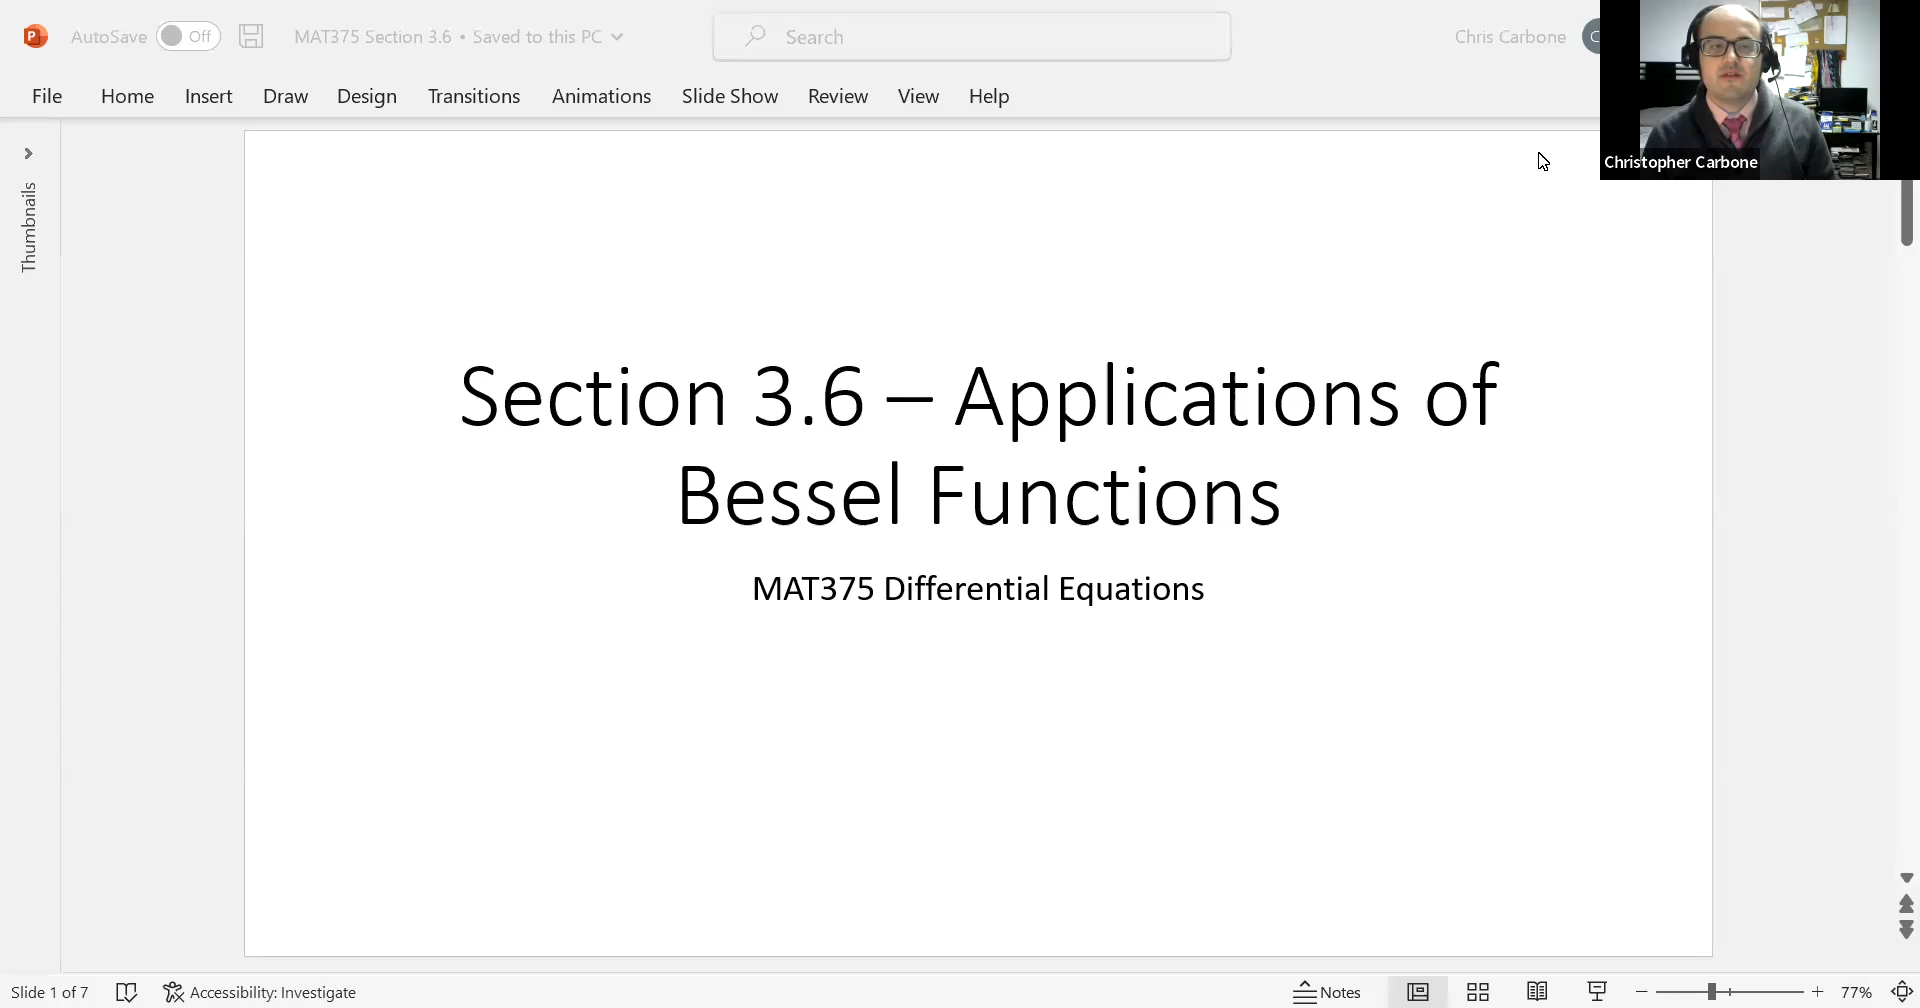 AutoSave Off MAT375 Section 3.6 • Saved to this PC Search Chris Carbone C
File Home Insert Draw Design Transitions Animations Slide Show Review View Help
Christopher Carbone
Thumbnails
Section 3.6 – Applications of
Bessel Functions
MAT375 Differential Equations
Slide 1 of 7 Accessibility: Investigate Notes 77%